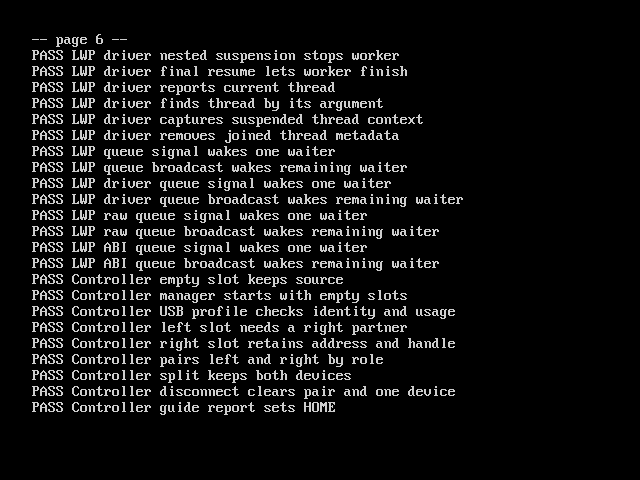 -- page 6 --
PASS LWP driver nested suspension stops worker
PASS LWP driver final resume lets worker finish
PASS LWP driver reports current thread
PASS LWP driver finds thread by its argument
PASS LWP driver captures suspended thread context
PASS LWP driver removes joined thread metadata
PASS LWP queue signal wakes one waiter
PASS LWP queue broadcast wakes remaining waiter
PASS LWP driver queue signal wakes one waiter
PASS LWP driver queue broadcast wakes remaining waiter
PASS LWP raw queue signal wakes one waiter
PASS LWP raw queue broadcast wakes remaining waiter
PASS LWP ABI queue signal wakes one waiter
PASS LWP ABI queue broadcast wakes remaining waiter
PASS Controller empty slot keeps source
PASS Controller manager starts with empty slots
PASS Controller USB profile checks identity and usage
PASS Controller left slot needs a right partner
PASS Controller right slot retains address and handle
PASS Controller pairs left and right by role
PASS Controller split keeps both devices
PASS Controller disconnect clears pair and one device
PASS Controller guide report sets HOME